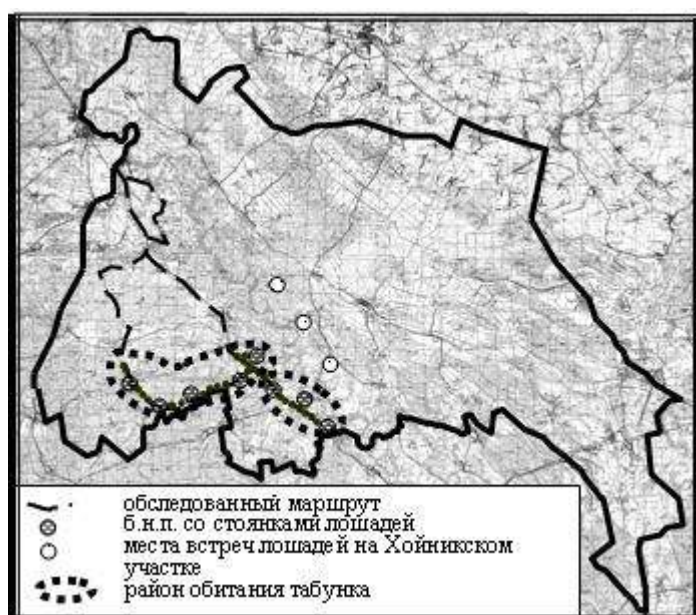 обследованный маршрут
б.н.п. со стоянками лошадей
места встреч лошадей на Хойникском
участке
район обитания табунка